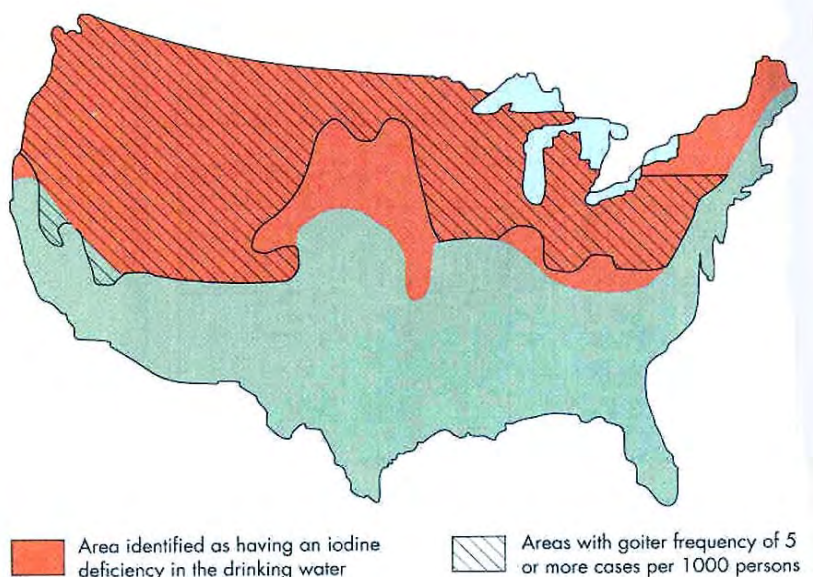 Area identified as having an iodine
deficiency in the drinking water
Areas with goiter frequency of 5
or more cases per 1000 persons